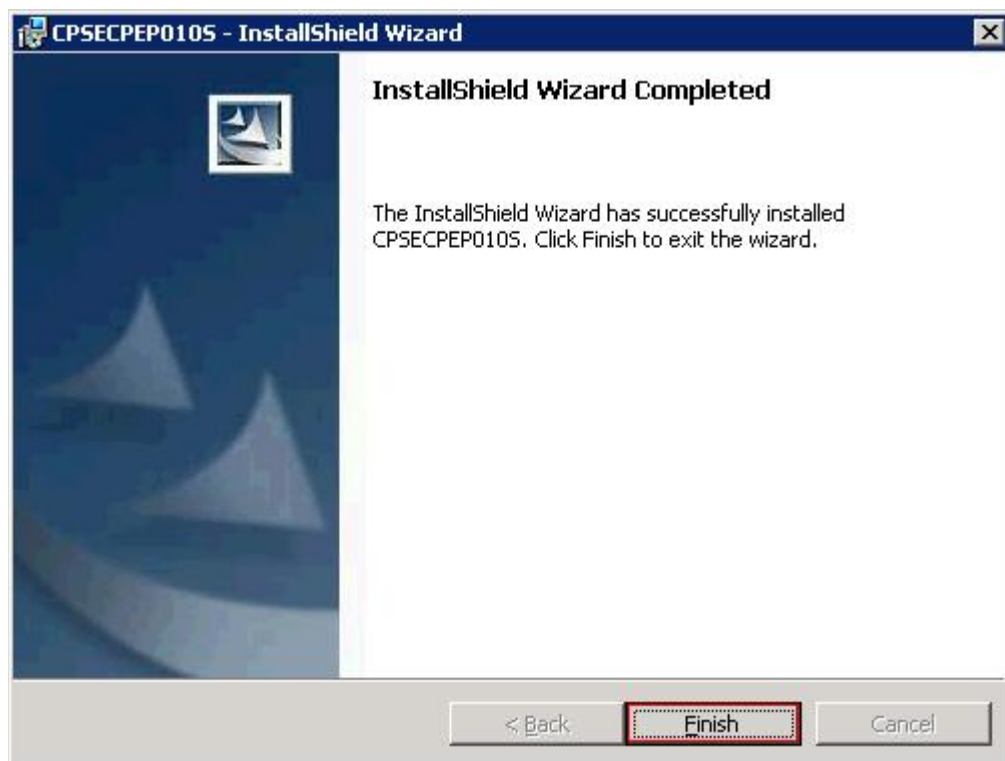 CPSECPEP010S - InstallShield Wizard
InstallShield Wizard Completed
The InstallShield Wizard has successfully installed
CPSECPEP010S. Click Finish to exit the wizard.
< Back
Finish
Cancel